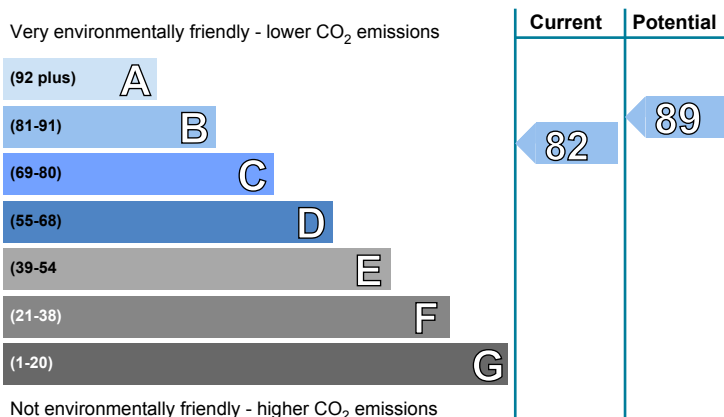 Current Potential
Very environmentally friendly - lower CO2 emissions
(92 plus) A
(81-91) B
89
82
(69-80) C
(55-68) D
(39-54 E
(21-38) F
(1-20) G
Not environmentally friendly - higher CO2 emissions